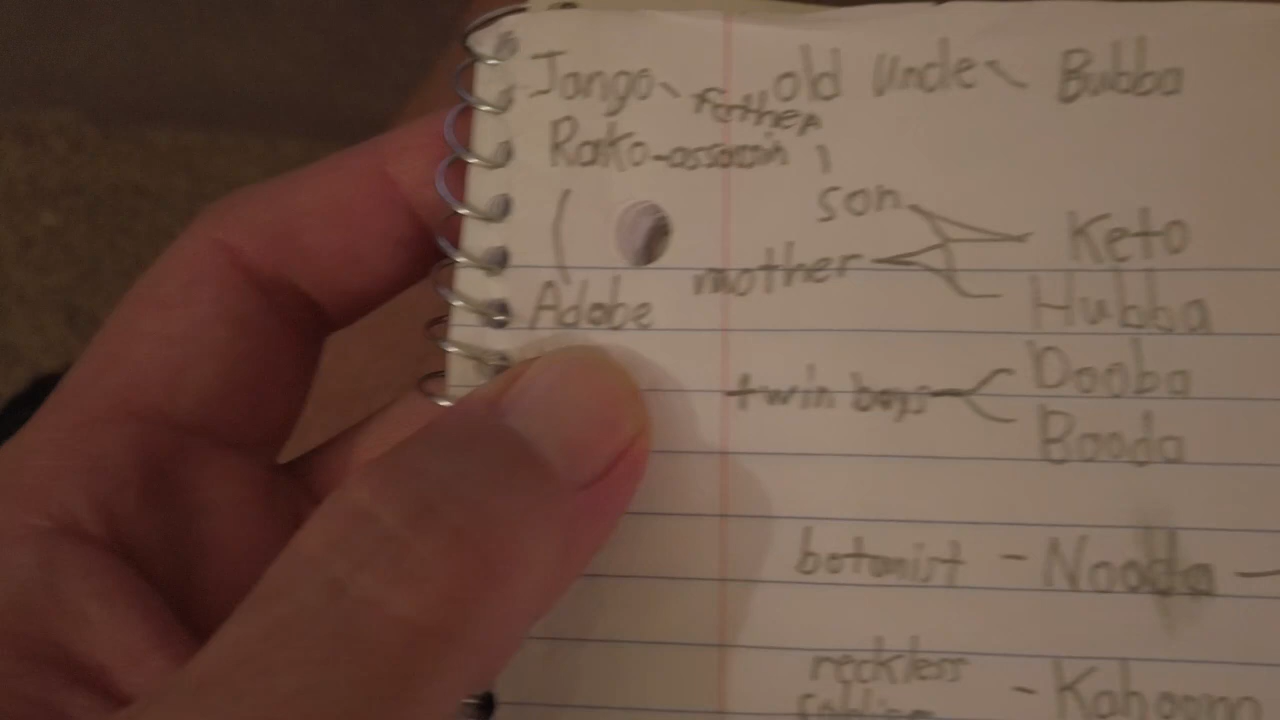 Jango old uncle Bubba
father
Rako-assassin
son Keto
mother Hubba
Adobe
twin boys Dooba
Booda
botanist - Nooda -
reckless
- Kahoona